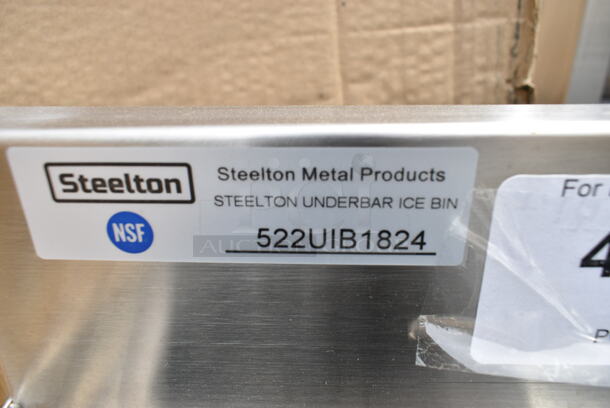 Steelton
Steelton Metal Products
STEELTON UNDERBAR ICE BIN
NSF
522UIB1824
For
4
P